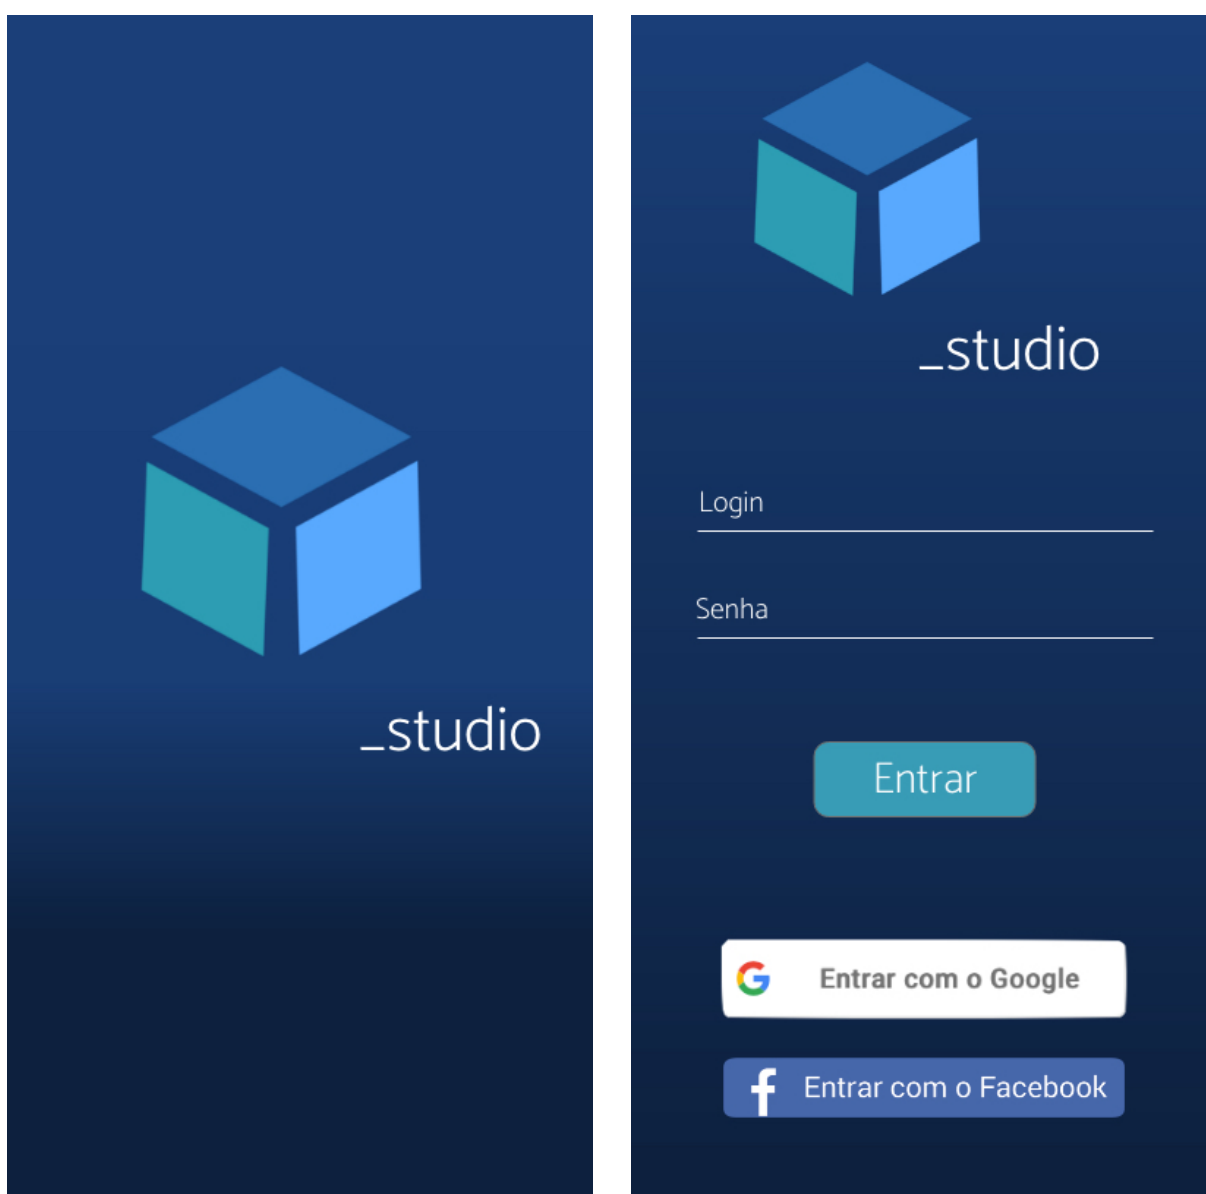 _studio
_studio
Login
Senha
Entrar
Entrar com o Google
Entrar com o Facebook